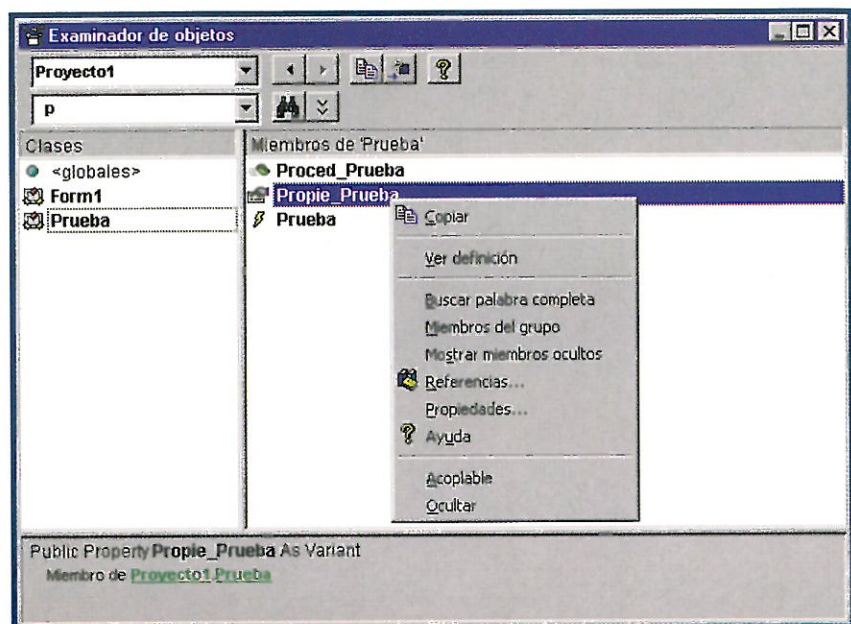 Examinador de objetos
Proyecto1
p
Clases
Miembros de 'Prueba'
<globales>
Form1
Prueba
Proced_Prueba
Propie_Prueba
Prueba
Copiar
Ver definición
Buscar palabra completa
Miembros del grupo
Mostrar miembros ocultos
Referencias...
Propiedades...
Ayuda
Acoplable
Ocultar
Public Property Propie_Prueba As Variant
Miembro de Proyecto1.Prueba